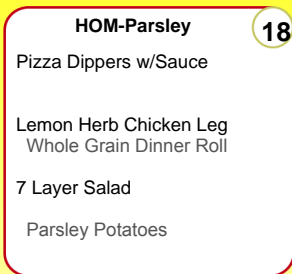 HOM-Parsley
18
Pizza Dippers w/Sauce
Lemon Herb Chicken Leg
Whole Grain Dinner Roll
7 Layer Salad
Parsley Potatoes